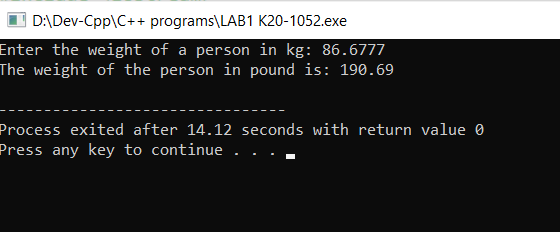 D:\Dev-Cpp\C++ programs\LAB1 K20-1052.exe
Enter the weight of a person in kg: 86.6777
The weight of the person in pound is: 190.69
--------------------------------
Process exited after 14.12 seconds with return value 0
Press any key to continue . . .